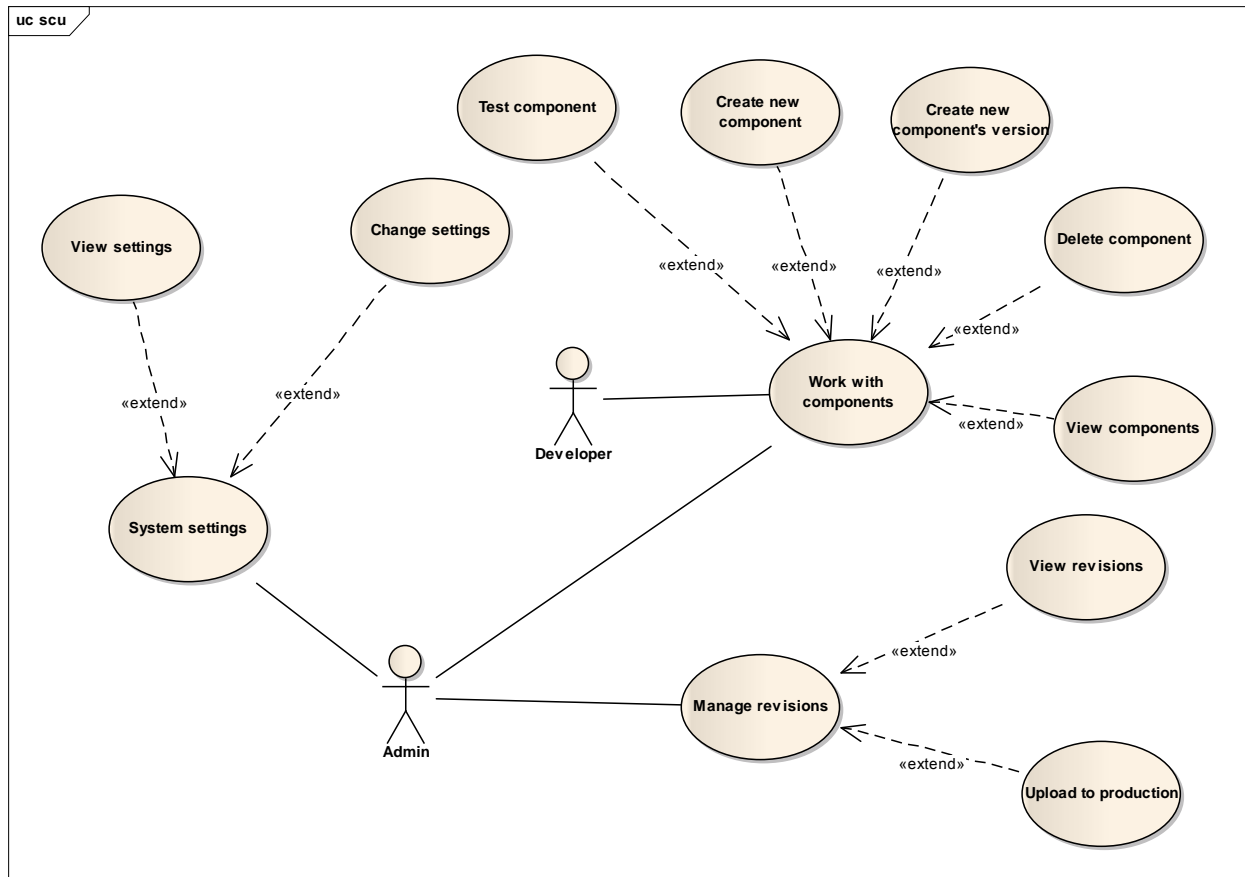 uc scu
Test component
Create new
component
Create new
component's version
View settings
Change settings
Delete component
«extend»
«extend»
«extend»
«extend»
«extend»
«extend»
Work with
components
View components
«extend»
Developer
System settings
View revisions
«extend»
Manage revisions
Admin
«extend»
Upload to production